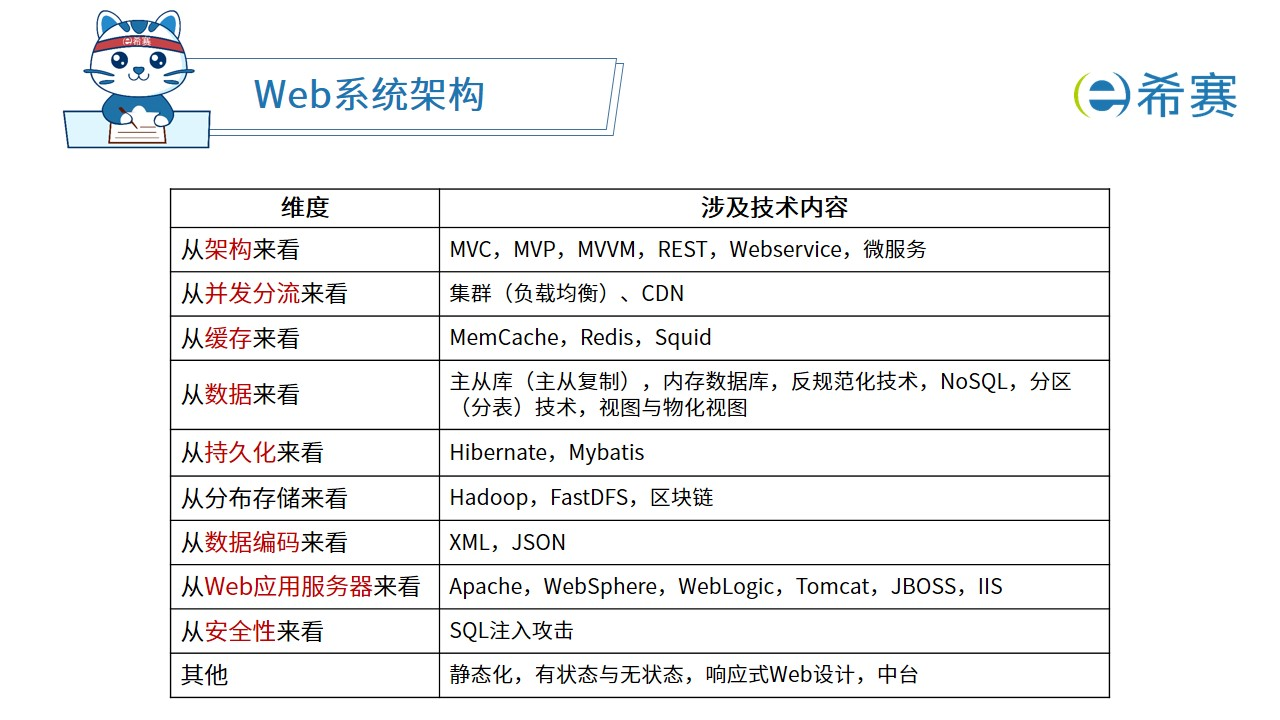 希赛
Web系统架构
希赛
维度 涉及技术内容
从架构来看 MVC，MVP，MVVM，REST，Webservice，微服务
从并发分流来看 集群（负载均衡）、CDN
从缓存来看 MemCache，Redis，Squid
从数据来看 主从库（主从复制），内存数据库，反规范化技术，NoSQL，分区
（分表）技术，视图与物化视图
从持久化来看 Hibernate，Mybatis
从分布存储来看 Hadoop，FastDFS，区块链
从数据编码来看 XML，JSON
从Web应用服务器来看 Apache，WebSphere，WebLogic，Tomcat，JBOSS，IIS
从安全性来看 SQL注入攻击
其他 静态化，有状态与无状态，响应式Web设计，中台